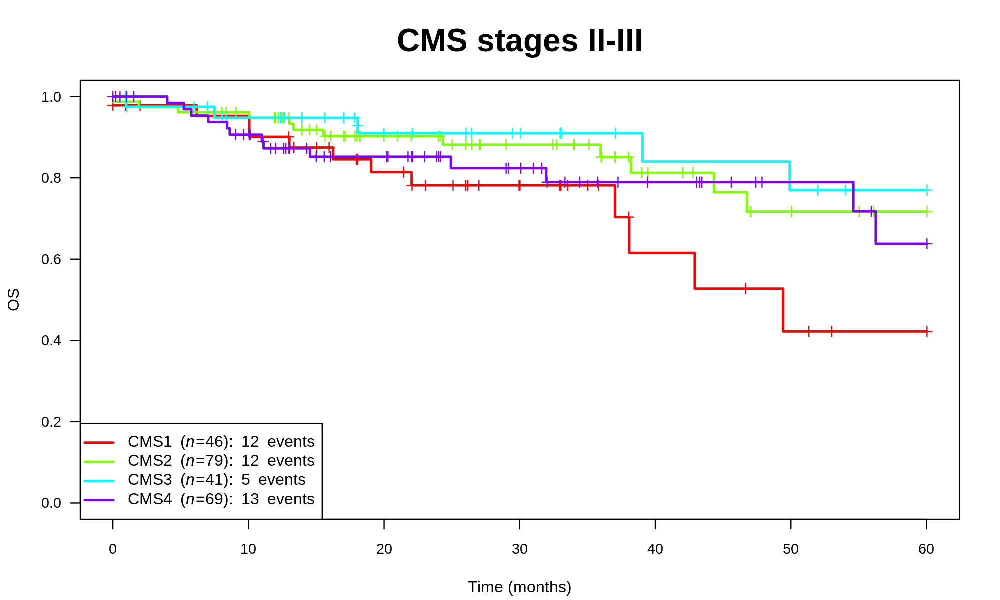 CMS stages II-III
1.0
0.8
0.6
0.4
0.2
0.0
OS
CMS1 (n=46): 12 events
CMS2 (n=79): 12 events
CMS3 (n=41): 5 events
CMS4 (n=69): 13 events
0 10 20 30 40 50 60
Time (months)